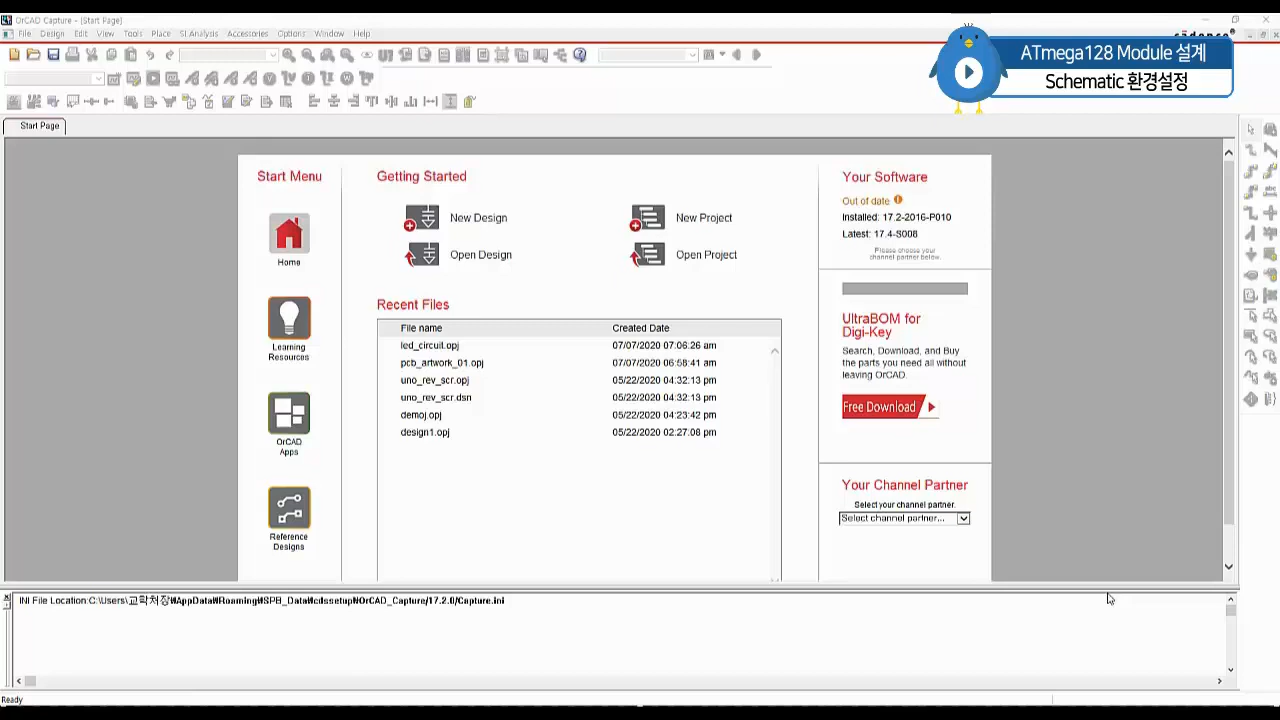 OrCAD Capture - [Start Page]
File Design Edit View Tools Place SI Analysis Accessories Options Window Help
cādence
ATmega128 Module 설계
Schematic 환경설정
Start Page
Start Menu
Home
Learning
Resources
OrCAD
Apps
Reference
Designs
Getting Started
New Design
New Project
Open Design
Open Project
Recent Files
File name Created Date
led_circuit.opj 07/07/2020 07:06:26 am
pcb_artwork_01.opj 07/07/2020 06:58:41 am
uno_rev_scr.opj 05/22/2020 04:32:13 pm
uno_rev_scr.dsn 05/22/2020 04:32:13 pm
demoj.opj 05/22/2020 04:23:42 pm
design1.opj 05/22/2020 02:27:08 pm
Your Software
Out of date
Installed: 17.2-2016-P010
Latest: 17.4-S008
Please choose your
channel partner below.
UltraBOM for
Digi-Key
Search, Download, and Buy
the parts you need all without
leaving OrCAD.
Free Download
Your Channel Partner
Select your channel partner.
Select channel partner...
INI File Location:C:\Users\교학처장₩AppData₩Roaming₩SPB_Data₩cdssetup₩OrCAD_Capture/17.2.0/Capture.ini
Ready